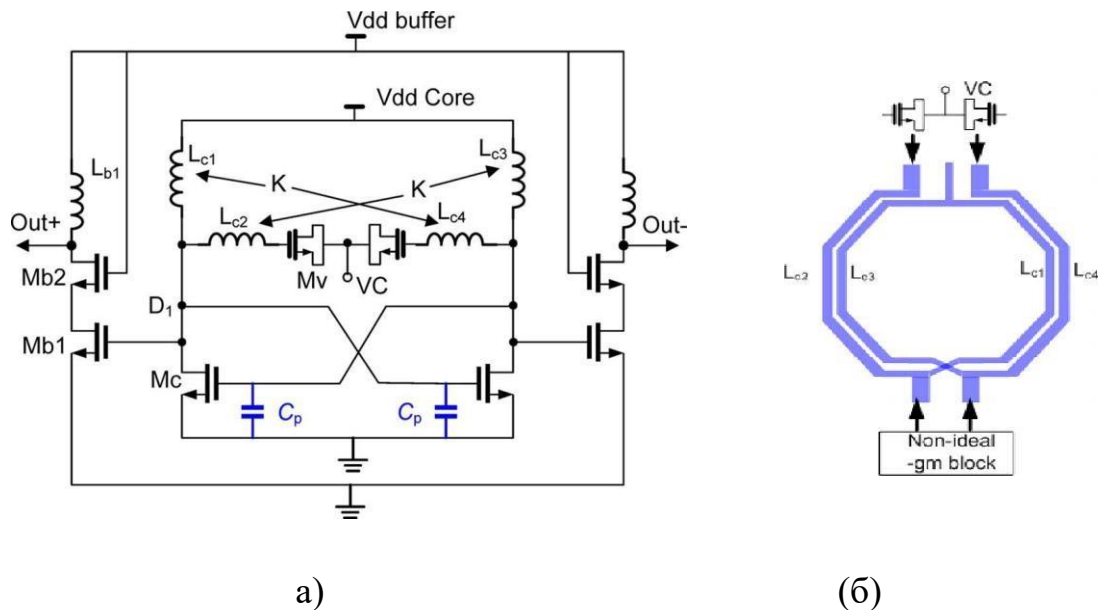 Vdd buffer
VC
Vdd Core
Lc1
Lc3
K
K
Lb1
Out+
Lc2
Lc4
Out-
Mb2
Mv
VC
D1
Mb1
Mc
Cp
Cp
Lc2
Lc3
Lc1
Lc4
Non-ideal
-gm block
а)
(б)